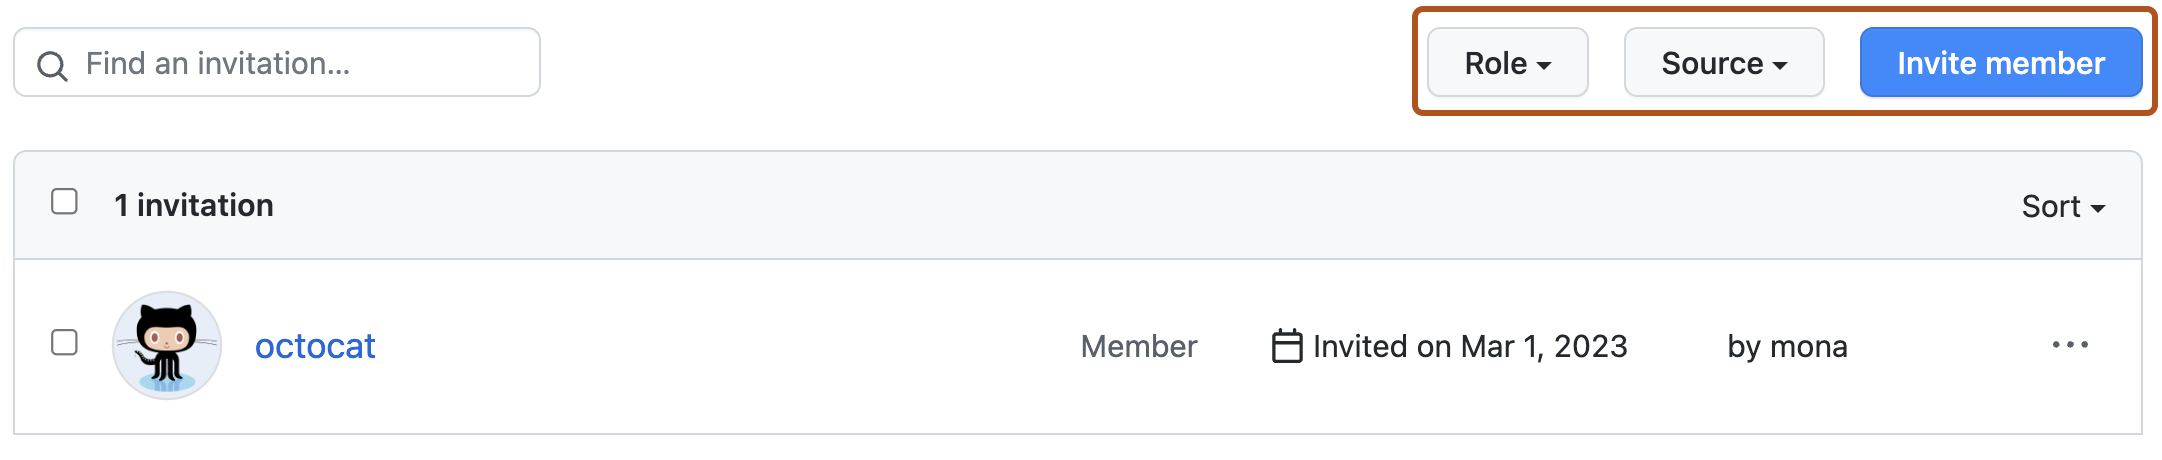 Find an invitation...
Role
Source
Invite member
1 invitation
Sort
octocat
Member
Invited on Mar 1, 2023
by mona